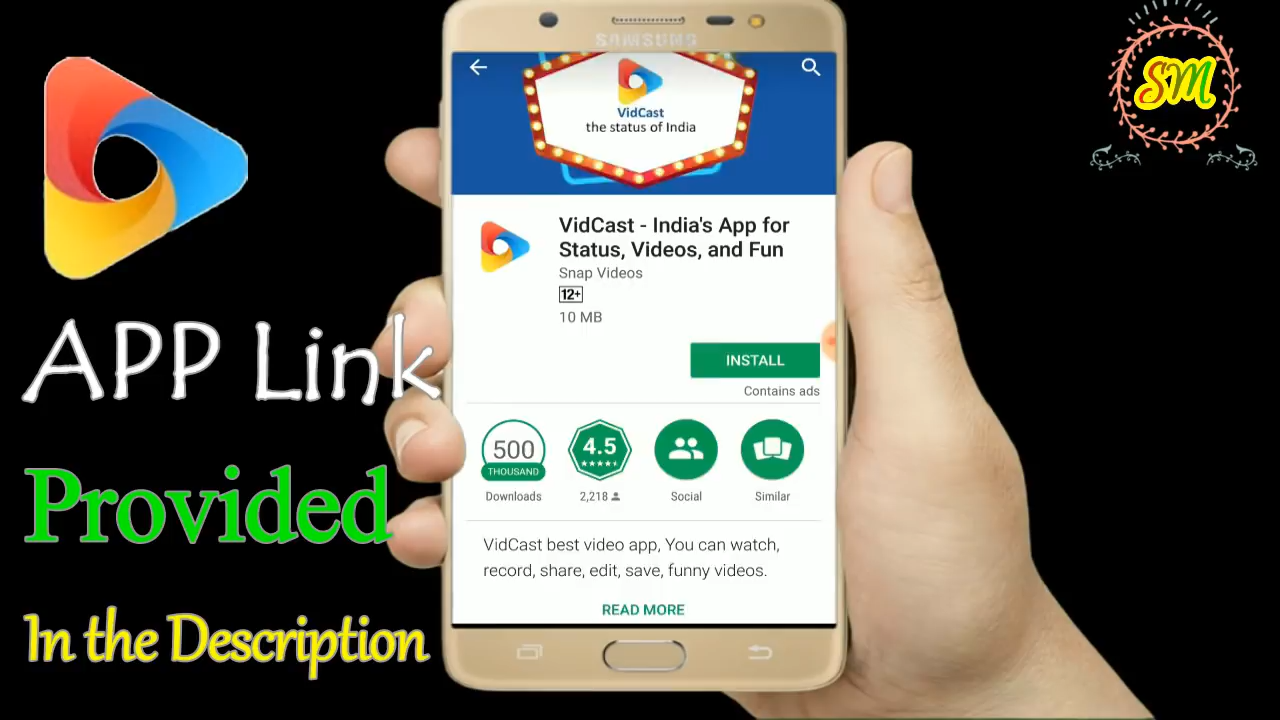 SAMSUNG
VidCast
the status of India
SM
VidCast - India's App for
Status, Videos, and Fun
Snap Videos
12+
10 MB
INSTALL
Contains ads
500
THOUSAND
Downloads
4.5
2,218
Social
Similar
VidCast best video app, You can watch,
record, share, edit, save, funny videos.
READ MORE
APP Link
Provided
In the Description